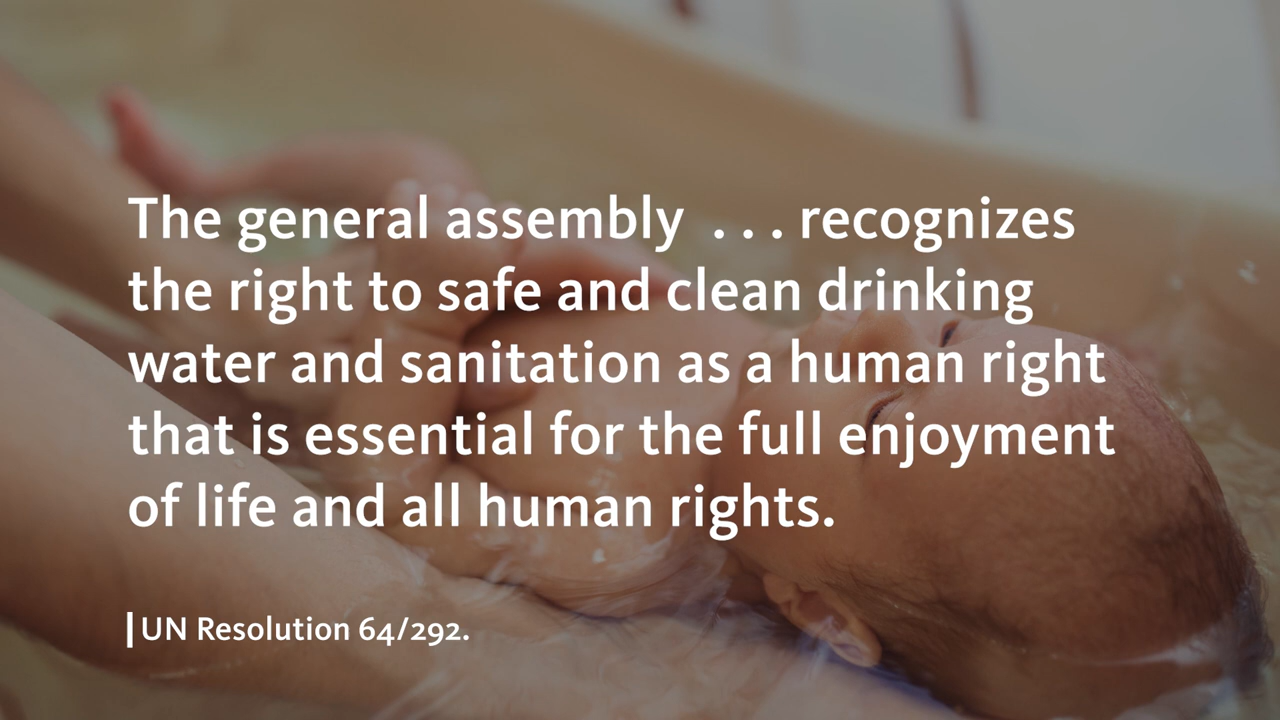 The general assembly ... recognizes
the right to safe and clean drinking
water and sanitation as a human right
that is essential for the full enjoyment
of life and all human rights.
UN Resolution 64/292.